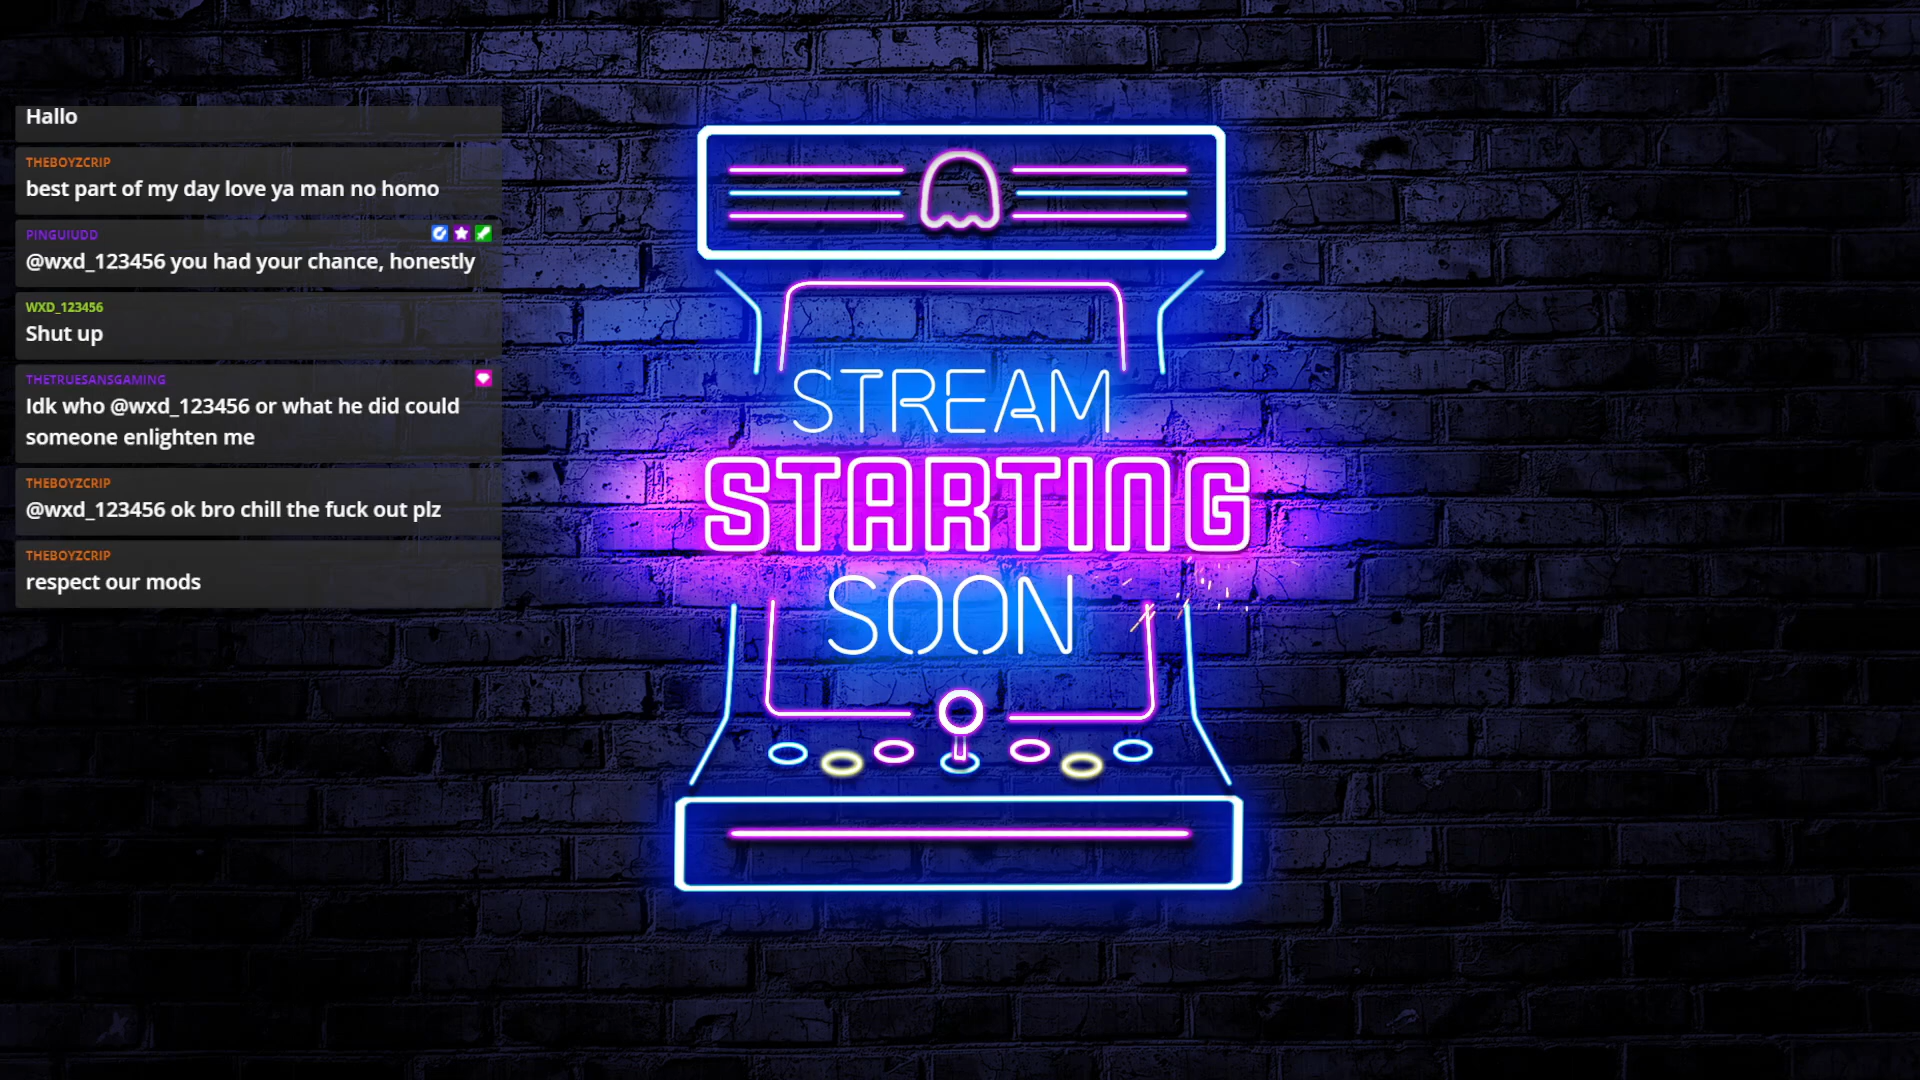 Hallo
THEBOYZCRIP
best part of my day love ya man no homo
PINGUIUDD
@wxd_123456 you had your chance, honestly
WXD_123456
Shut up
THETRUESANSGAMING
Idk who @wxd_123456 or what he did could
someone enlighten me
THEBOYZCRIP
@wxd_123456 ok bro chill the fuck out plz
THEBOYZCRIP
respect our mods
STREAM
STARTING
SOON